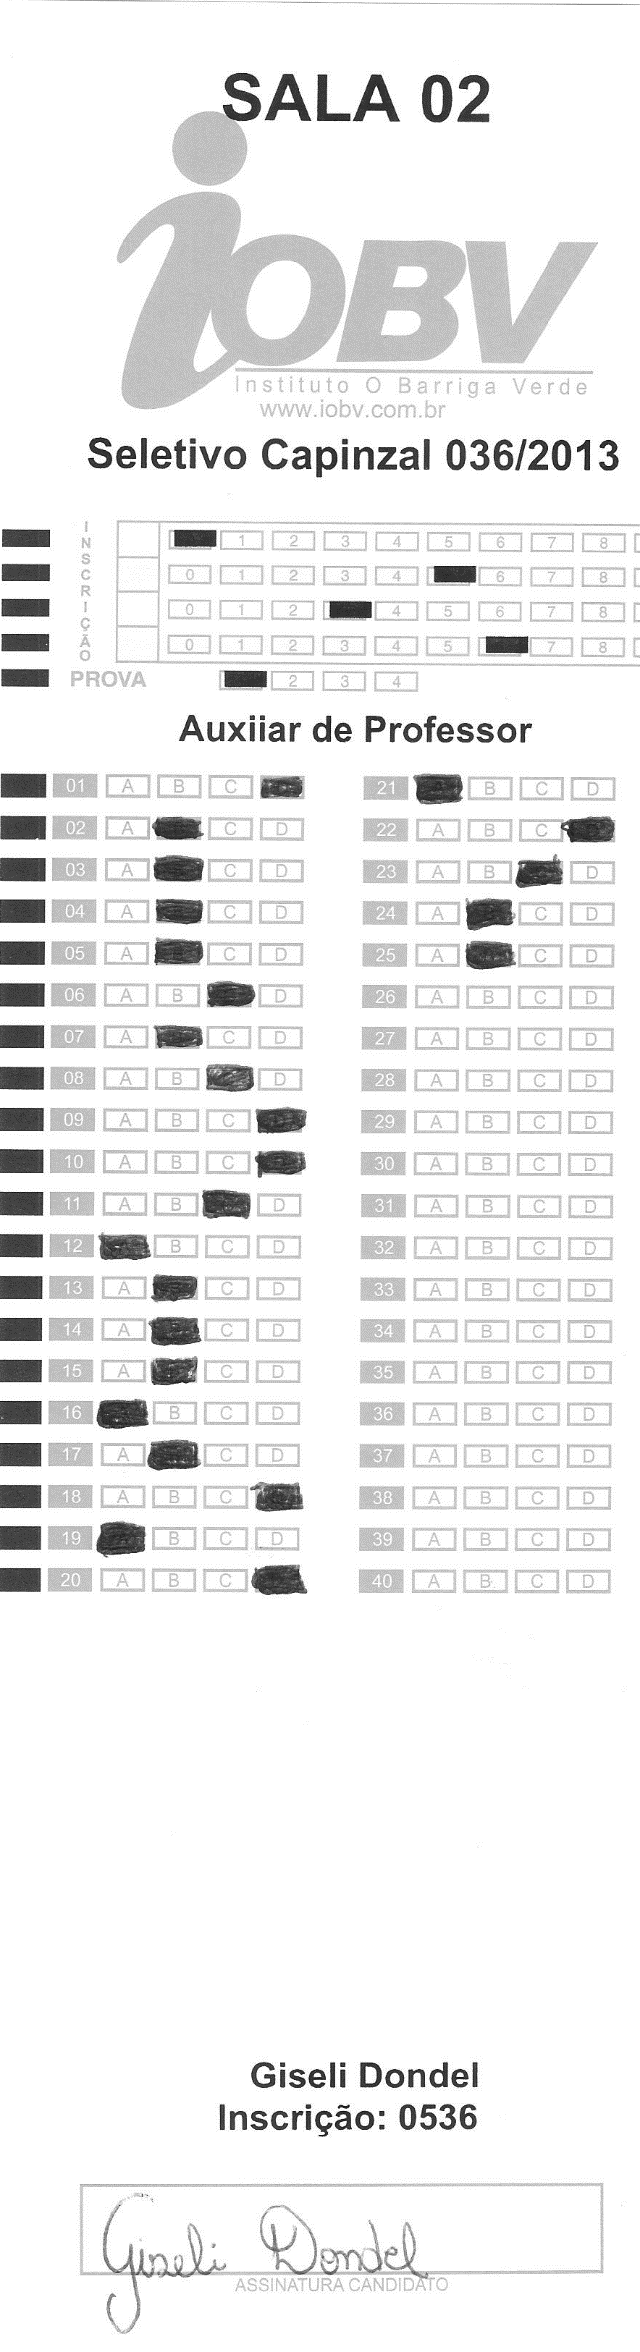 SALA 02
iOBV
Instituto O Barriga Verde
www.iobv.com.br
Seletivo Capinzal 036/2013
INSCRIÇÃO
1 2 3 4 5 6 7 8
0 1 2 3 4 6 7 8
0 1 2 4 5 6 7 8
0 1 2 3 4 5 7 8
PROVA 2 3 4
Auxiiar de Professor
01 A B C 21 B C D
02 A C D 22 A B C
03 A C D 23 A B D
04 A C D 24 A C D
05 A C D 25 A C D
06 A B D 26 A B C D
07 A C D 27 A B C D
08 A B D 28 A B C D
09 A B C 29 A B C D
10 A B C 30 A B C D
11 A B D 31 A B C D
12 B C D 32 A B C D
13 A C D 33 A B C D
14 A C D 34 A B C D
15 A C D 35 A B C D
16 B C D 36 A B C D
17 A C D 37 A B C D
18 A B C 38 A B C D
19 B C D 39 A B C D
20 A B C 40 A B C D
Giseli Dondel
Inscrição: 0536
Giseli Dondel
ASSINATURA CANDIDATO